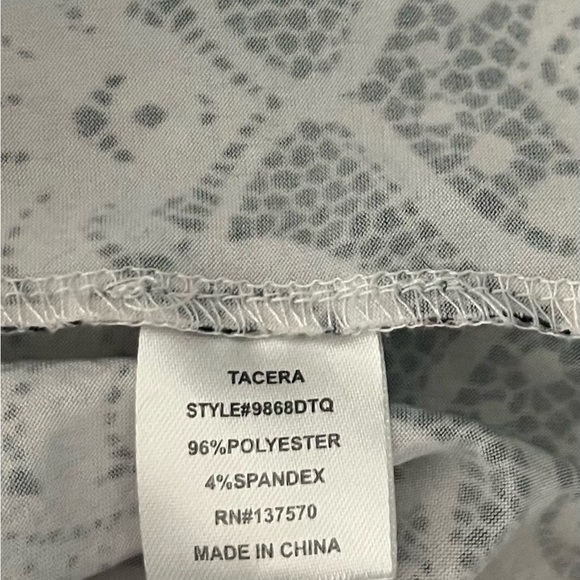 TACERA
STYLE#9868DTQ
96%POLYESTER
4%SPANDEX
RN#137570
MADE IN CHINA